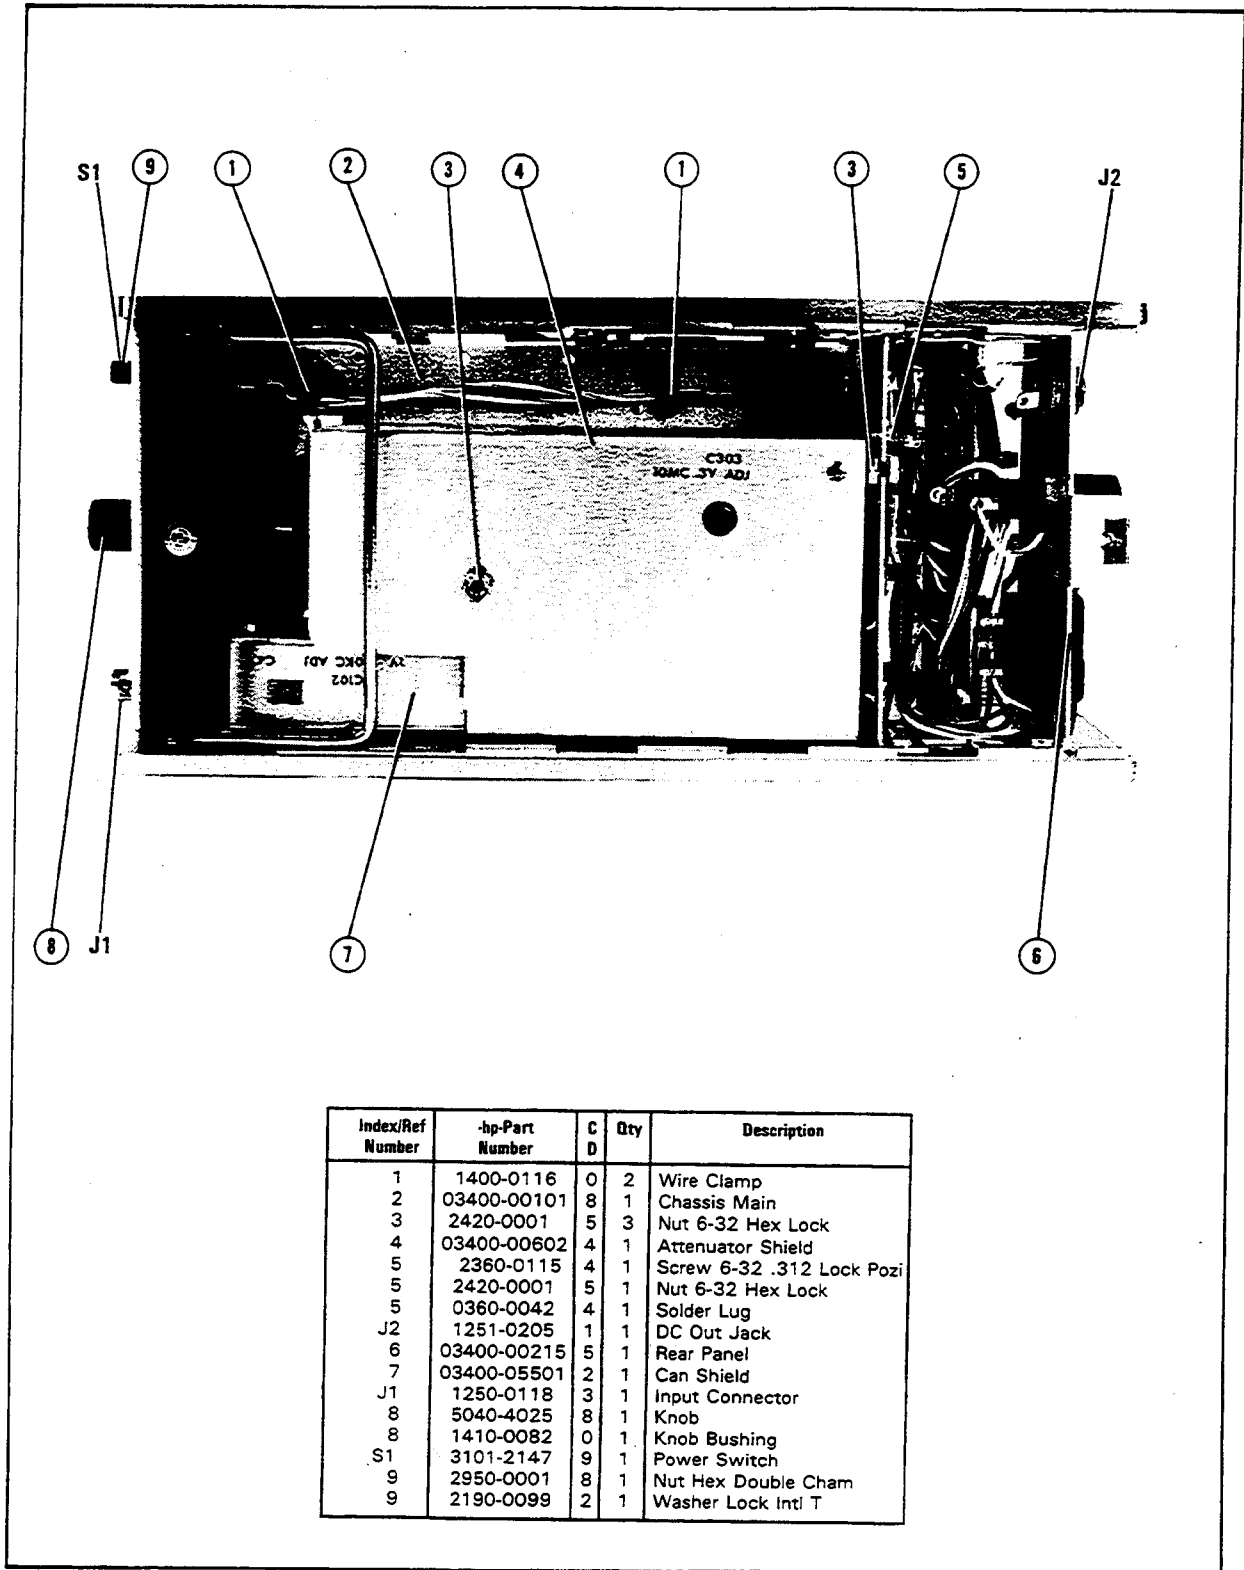 S1 9 1 2 3 4 1 3 5 J2
C303
10MC .3V ADJ
C102
8 J1 7 6
Index/Ref Number -hp-Part Number C D Qty Description
1 1400-0116 0 2 Wire Clamp
2 03400-00101 8 1 Chassis Main
3 2420-0001 5 3 Nut 6-32 Hex Lock
4 03400-00602 4 1 Attenuator Shield
5 2360-0115 4 1 Screw 6-32 .312 Lock Pozi
5 2420-0001 5 1 Nut 6-32 Hex Lock
5 0360-0042 4 1 Solder Lug
J2 1251-0205 1 1 DC Out Jack
6 03400-00215 5 1 Rear Panel
7 03400-05501 2 1 Can Shield
J1 1250-0118 3 1 Input Connector
8 5040-4025 8 1 Knob
8 1410-0082 0 1 Knob Bushing
S1 3101-2147 9 1 Power Switch
9 2950-0001 8 1 Nut Hex Double Cham
9 2190-0099 2 1 Washer Lock Intl T